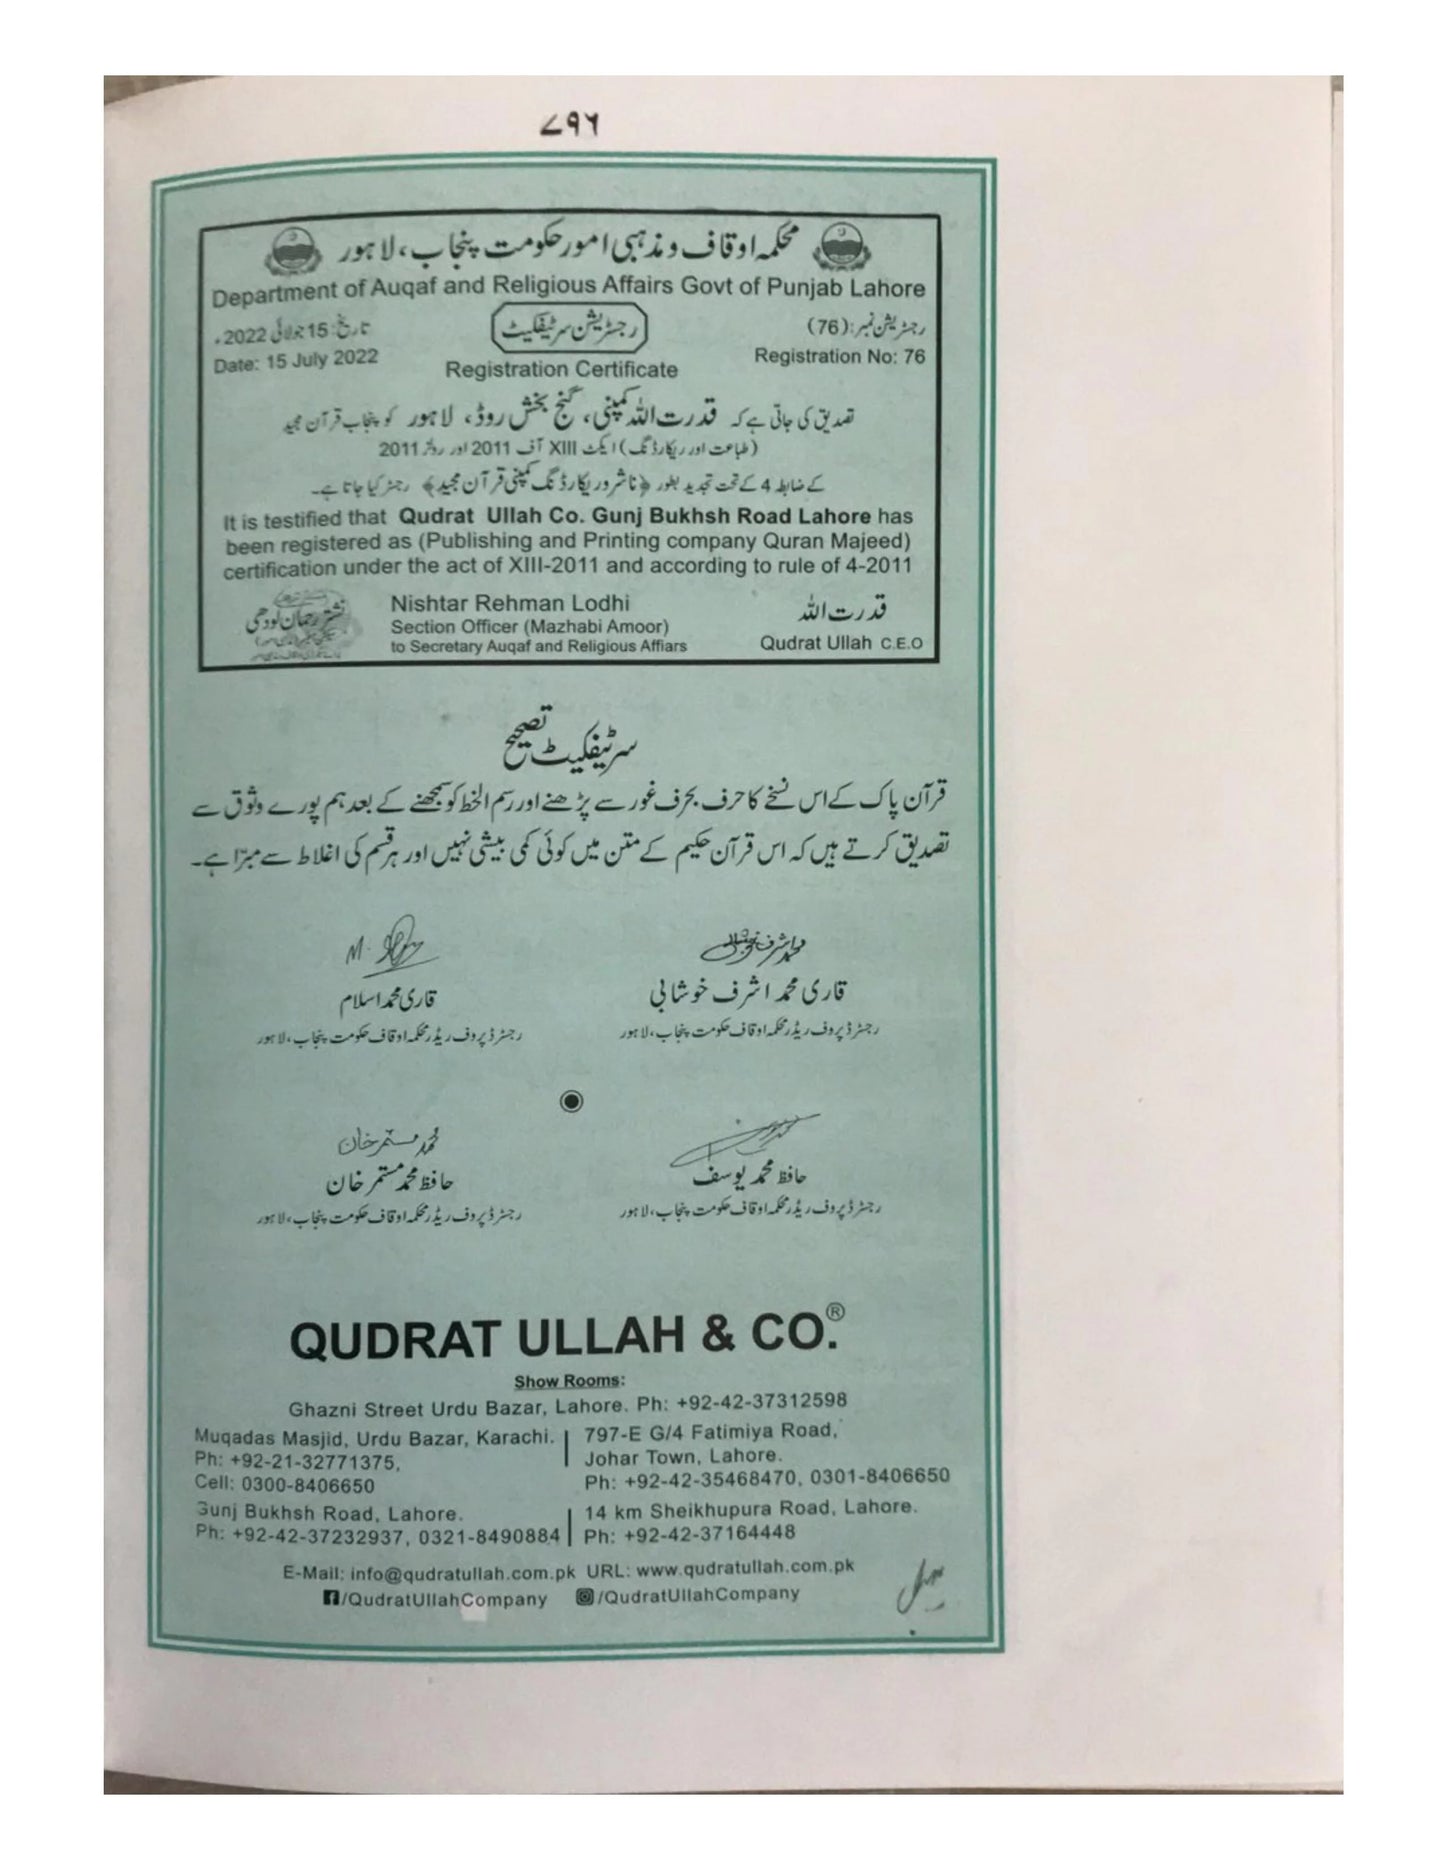 ۷۹۶
محکمہ اوقاف و مذہبی امور حکومت پنجاب، لاہور
Department of Auqaf and Religious Affairs Govt of Punjab Lahore
رجسٹریشن نمبر: (76)
رجسٹریشن سرٹیفکیٹ
تاریخ: 15 جولائی 2022ء
Registration No: 76
Registration Certificate
Date: 15 July 2022
تصدیق کی جاتی ہے کہ قدرت اللہ کمپنی، گنج بخش روڈ، لاہور کو پنجاب قرآن مجید
(طباعت اور ریکارڈنگ) ایکٹ XIII آف 2011 اور رولز 2011
کے ضابطہ 4 کے تحت تجدید بطور (ناشر و ریکارڈنگ کمپنی قرآن مجید) رجسٹر کیا جاتا ہے۔
It is testified that Qudrat Ullah Co. Gunj Bukhsh Road Lahore has
been registered as (Publishing and Printing company Quran Majeed)
certification under the act of XIII-2011 and according to rule of 4-2011
نشتر رحمان لودھی
Nishtar Rehman Lodhi
Section Officer (Mazhabi Amoor)
to Secretary Auqaf and Religious Affiars
قدرت اللہ
Qudrat Ullah C.E.O
سرٹیفکیٹ تصحیح
قرآن پاک کے اس نسخے کا حرف بحرف غور سے پڑھنے اور رسم الخط کو سمجھنے کے بعد ہم پورے وثوق سے
تصدیق کرتے ہیں کہ اس قرآن حکیم کے متن میں کوئی کمی بیشی نہیں اور ہر قسم کی اغلاط سے مبرّا ہے۔
قاری محمد اشرف خوشابی
رجسٹرڈ پروف ریڈر محکمہ اوقاف حکومت پنجاب، لاہور
قاری محمد اسلام
رجسٹرڈ پروف ریڈر محکمہ اوقاف حکومت پنجاب، لاہور
حافظ محمد یوسف
رجسٹرڈ پروف ریڈر محکمہ اوقاف حکومت پنجاب، لاہور
محمد مستمر خان
حافظ محمد مستمر خان
رجسٹرڈ پروف ریڈر محکمہ اوقاف حکومت پنجاب، لاہور
QUDRAT ULLAH & CO.®
Show Rooms:
Ghazni Street Urdu Bazar, Lahore. Ph: +92-42-37312598
Muqadas Masjid, Urdu Bazar, Karachi.
Ph: +92-21-32771375,
Cell: 0300-8406650
797-E G/4 Fatimiya Road,
Johar Town, Lahore.
Ph: +92-42-35468470, 0301-8406650
Gunj Bukhsh Road, Lahore.
Ph: +92-42-37232937, 0321-8490884
14 km Sheikhupura Road, Lahore.
Ph: +92-42-37164448
E-Mail: info@qudratullah.com.pk URL: www.qudratullah.com.pk
/QudratUllahCompany /QudratUllahCompany